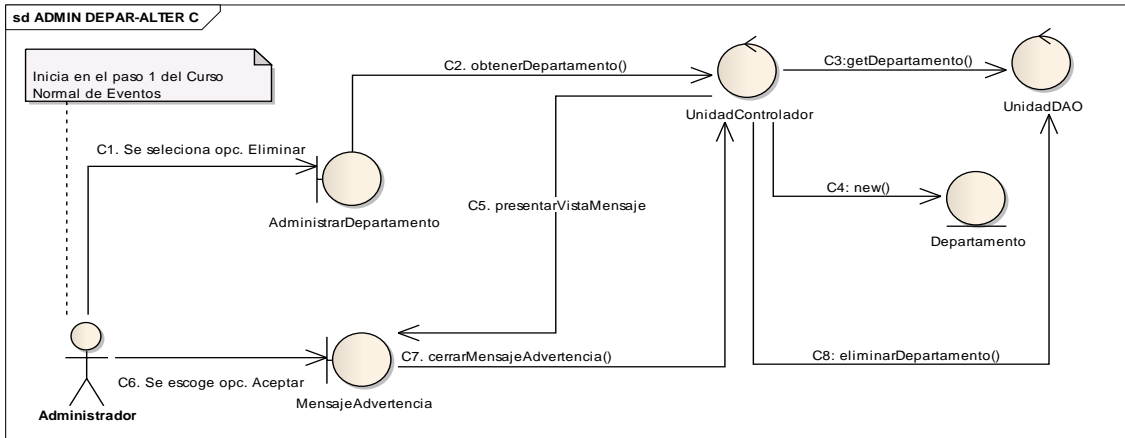 sd ADMIN DEPAR-ALTER C
Inicia en el paso 1 del Curso
Normal de Eventos
C2. obtenerDepartamento()
C3:getDepartamento()
UnidadControlador
UnidadDAO
C1. Se seleciona opc. Eliminar
AdministrarDepartamento
C5. presentarVistaMensaje
C4: new()
Departamento
C7. cerrarMensajeAdvertencia()
C8: eliminarDepartamento()
C6. Se escoge opc. Aceptar
MensajeAdvertencia
Administrador